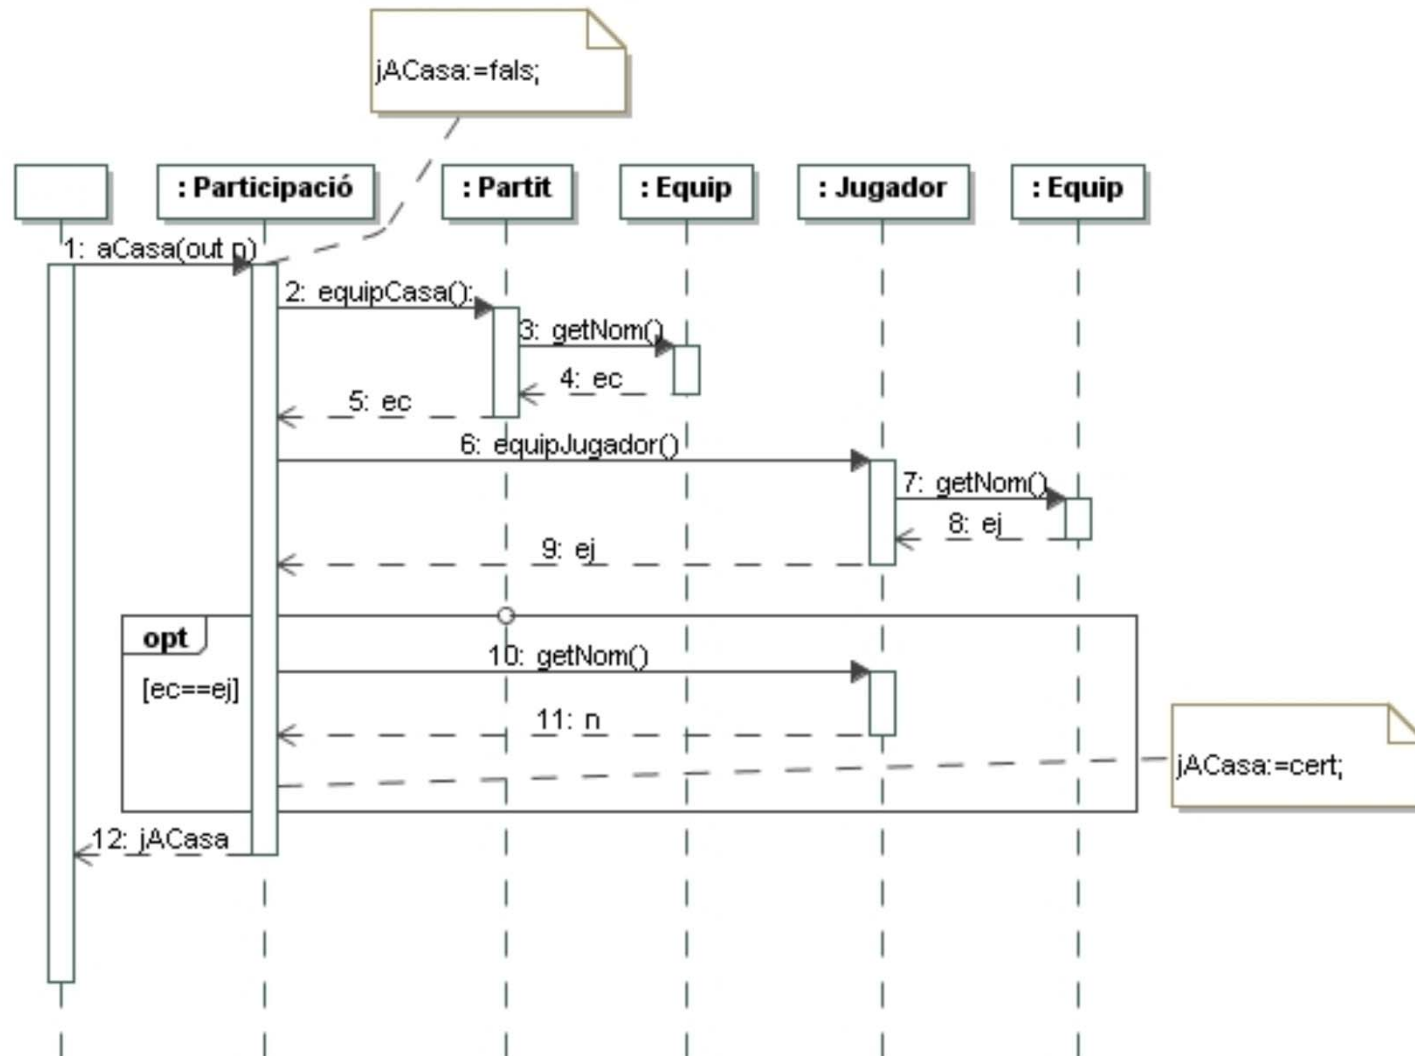 jACasa:=fals;
: Participació
: Partit
: Equip
: Jugador
: Equip
1: aCasa(out n)
2: equipCasa():
3: getNom()
4: ec
5: ec
6: equipJugador()
7: getNom()
8: ej
9: ej
opt
10: getNom()
[ec==ej]
11: n
jACasa:=cert;
12: jACasa